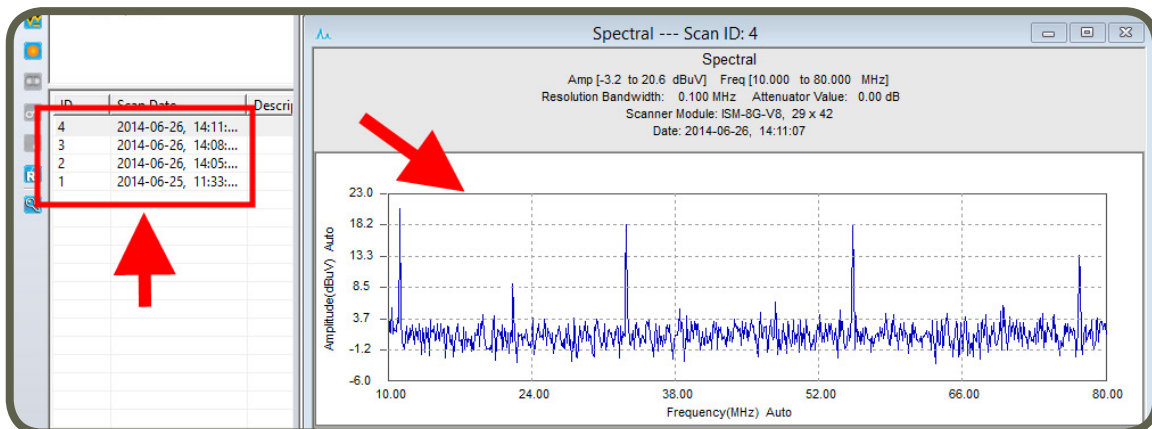 Spectral --- Scan ID: 4
Spectral
Amp [-3.2 to 20.6 dBuV] Freq [10.000 to 80.000 MHz]
Resolution Bandwidth: 0.100 MHz Attenuator Value: 0.00 dB
Scanner Module: ISM-8G-V8, 29 x 42
Date: 2014-06-26, 14:11:07
ID Scan Date Descrip
4 2014-06-26, 14:11:...
3 2014-06-26, 14:08:...
2 2014-06-26, 14:05:...
1 2014-06-25, 11:33:...
R
Amplitude(dBuV) Auto
23.0
18.2
13.3
8.5
3.7
-1.2
-6.0
10.00 24.00 38.00 52.00 66.00 80.00
Frequency(MHz) Auto